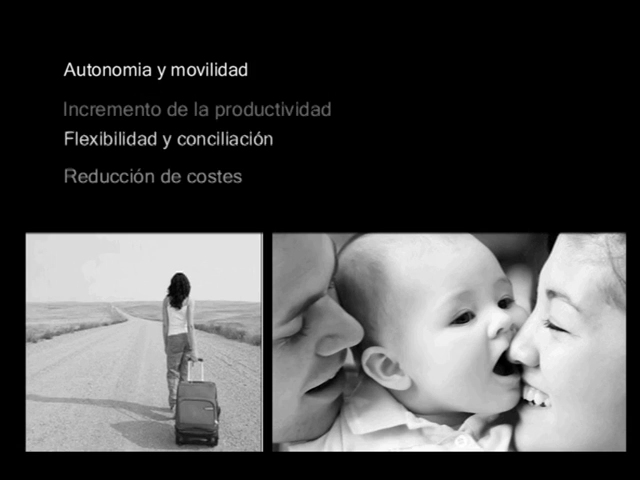 Autonomia y movilidad
Incremento de la productividad
Flexibilidad y conciliación
Reducción de costes